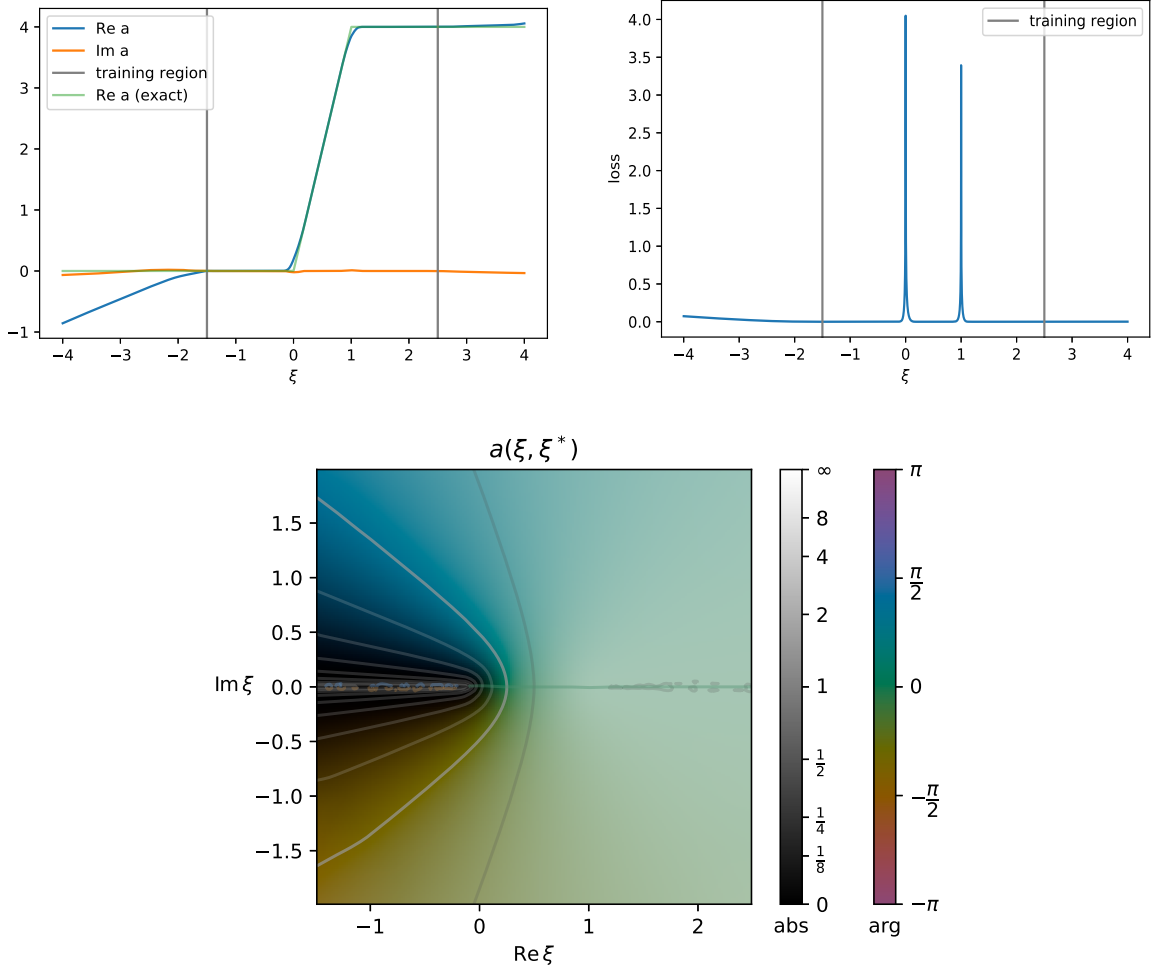 Re a
Im a
training region
Re a (exact)
4
3
2
1
0
−1
−4 −3 −2 −1 0 1 2 3 4
ξ
training region
loss
4.0
3.5
3.0
2.5
2.0
1.5
1.0
0.5
0.0
−4 −3 −2 −1 0 1 2 3 4
ξ
a(ξ, ξ*)
Im ξ
1.5
1.0
0.5
0.0
−0.5
−1.0
−1.5
−1 0 1 2
Re ξ
∞
8
4
2
1
1/2
1/4
1/8
0
abs
π
π/2
0
−π/2
−π
arg